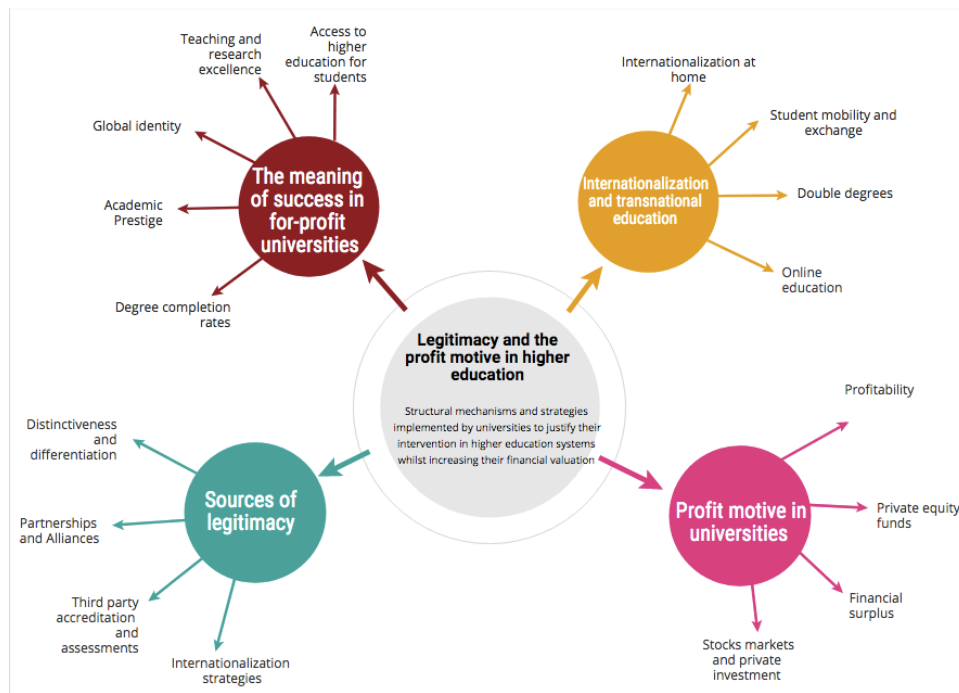 Teaching and
research
excellence
Access to
higher
education for
students
Global identity
Academic
Prestige
Degree completion
rates
The meaning
of success in
for-profit
universities
Internationalization at
home
Student mobility and
exchange
Double degrees
Online
education
Internationalization
and transnational
education
Legitimacy and the
profit motive in higher
education
Structural mechanisms and strategies
implemented by universities to justify their
intervention in higher education systems
whilst increasing their financial valuation
Distinctiveness
and
differentiation
Partnerships
and Alliances
Third party
accreditation
and
assessments
Internationalization
strategies
Sources of
legitimacy
Profitability
Private equity
funds
Financial
surplus
Stocks markets
and private
investment
Profit motive in
universities